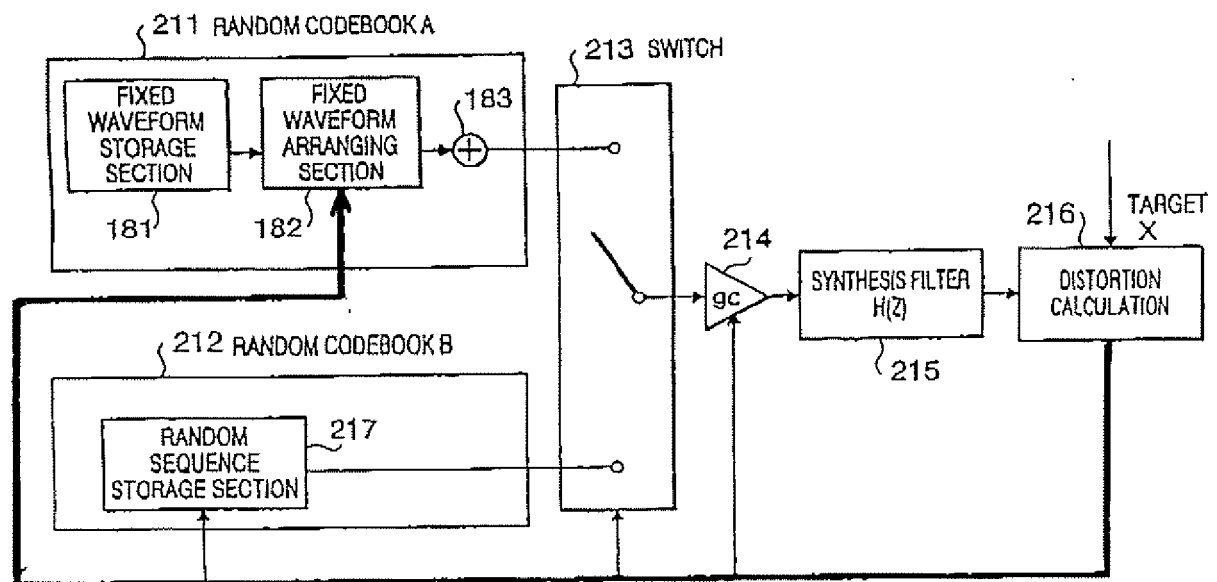 211 RANDOM CODEBOOK A
213 SWITCH
FIXED
WAVEFORM
STORAGE
SECTION
181
FIXED
WAVEFORM
ARRANGING
SECTION
182
183
+
214
gc
SYNTHESIS FILTER
H(Z)
215
216
TARGET
X
DISTORTION
CALCULATION
212 RANDOM CODEBOOK B
217
RANDOM
SEQUENCE
STORAGE SECTION